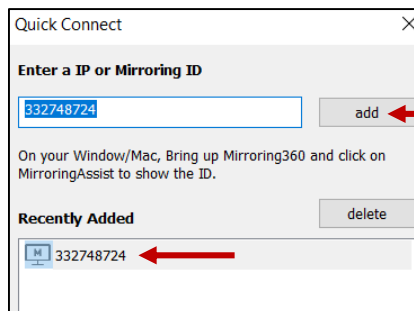 Quick Connect
Enter a IP or Mirroring ID
332748724
add
On your Window/Mac, Bring up Mirroring360 and click on
MirroringAssist to show the ID.
Recently Added
delete
M
332748724